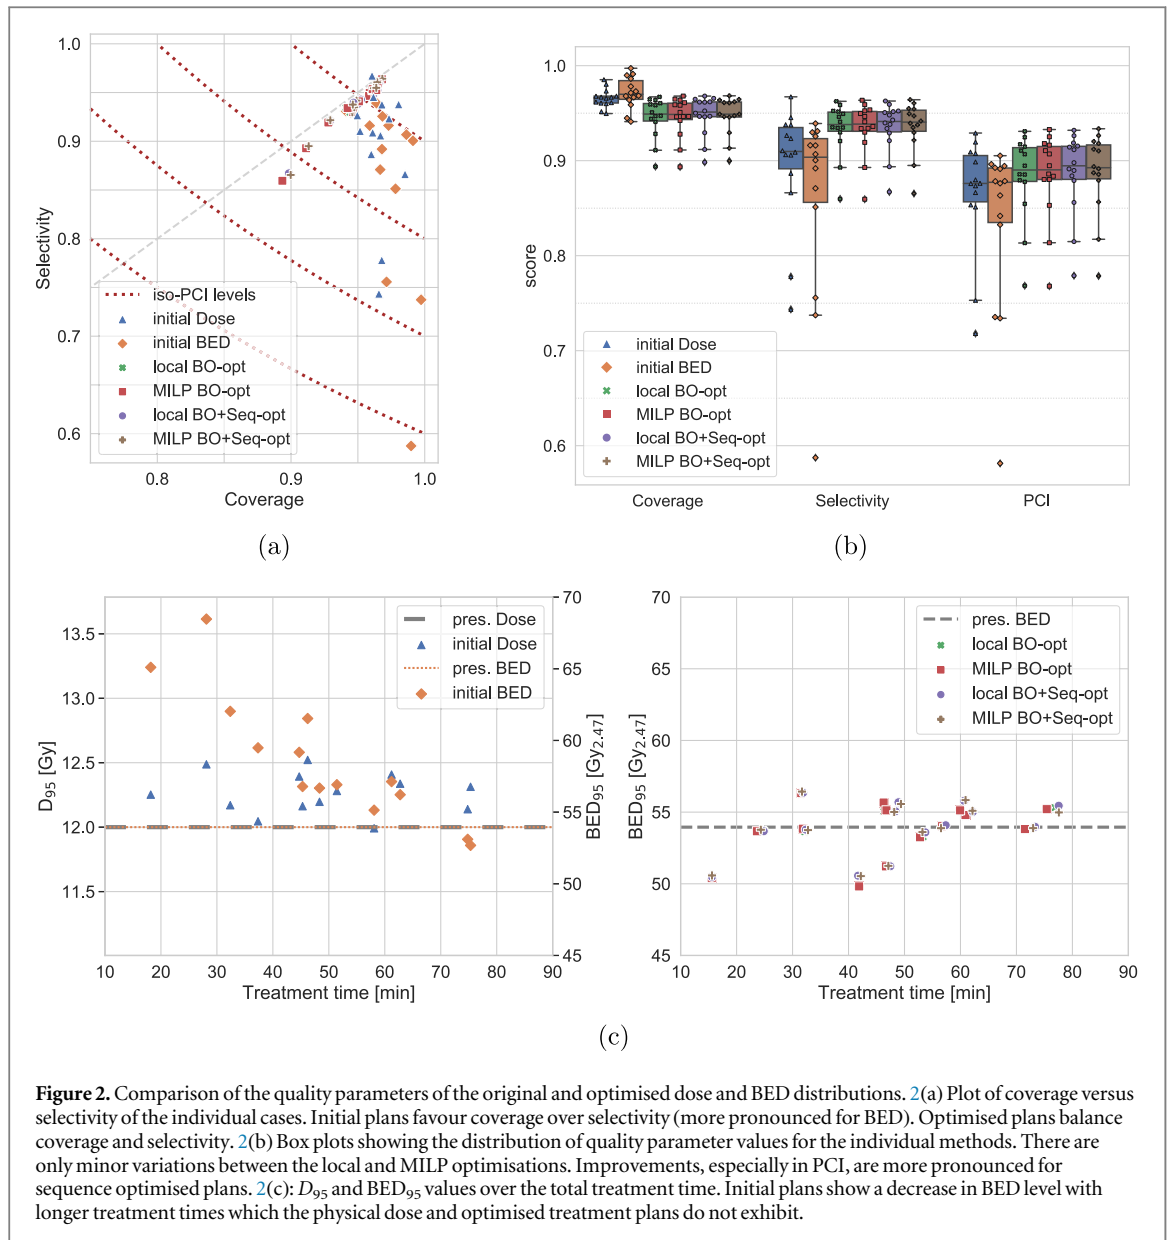 1.0
0.9
0.8
0.7
0.6
Selectivity
iso-PCI levels
initial Dose
initial BED
local BO-opt
MILP BO-opt
local BO+Seq-opt
MILP BO+Seq-opt
0.8 0.9 1.0
Coverage
(a)
1.0
0.9
0.8
0.7
0.6
score
initial Dose
initial BED
local BO-opt
MILP BO-opt
local BO+Seq-opt
MILP BO+Seq-opt
Coverage Selectivity PCI
(b)
13.5
13.0
12.5
12.0
11.5
D95 [Gy]
pres. Dose
initial Dose
pres. BED
initial BED
70
65
60
55
50
45
BED95 [Gy2.47]
10 20 30 40 50 60 70 80 90
Treatment time [min]
70
65
60
55
50
45
BED95 [Gy2.47]
pres. BED
local BO-opt
MILP BO-opt
local BO+Seq-opt
MILP BO+Seq-opt
10 20 30 40 50 60 70 80 90
Treatment time [min]
(c)
Figure 2. Comparison of the quality parameters of the original and optimised dose and BED distributions. 2(a) Plot of coverage versus
selectivity of the individual cases. Initial plans favour coverage over selectivity (more pronounced for BED). Optimised plans balance
coverage and selectivity. 2(b) Box plots showing the distribution of quality parameter values for the individual methods. There are
only minor variations between the local and MILP optimisations. Improvements, especially in PCI, are more pronounced for
sequence optimised plans. 2(c): D95 and BED95 values over the total treatment time. Initial plans show a decrease in BED level with
longer treatment times which the physical dose and optimised treatment plans do not exhibit.